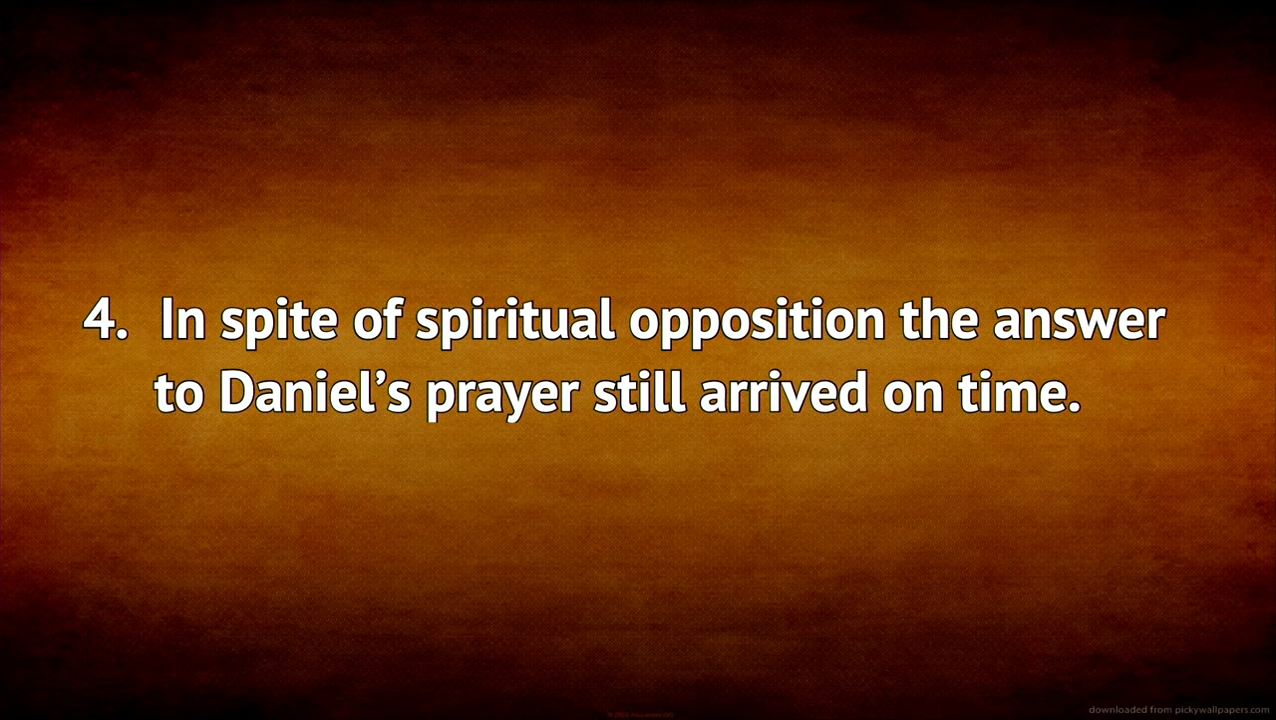 4. In spite of spiritual opposition the answer
to Daniel’s prayer still arrived on time.
downloaded from pickywallpapers.com